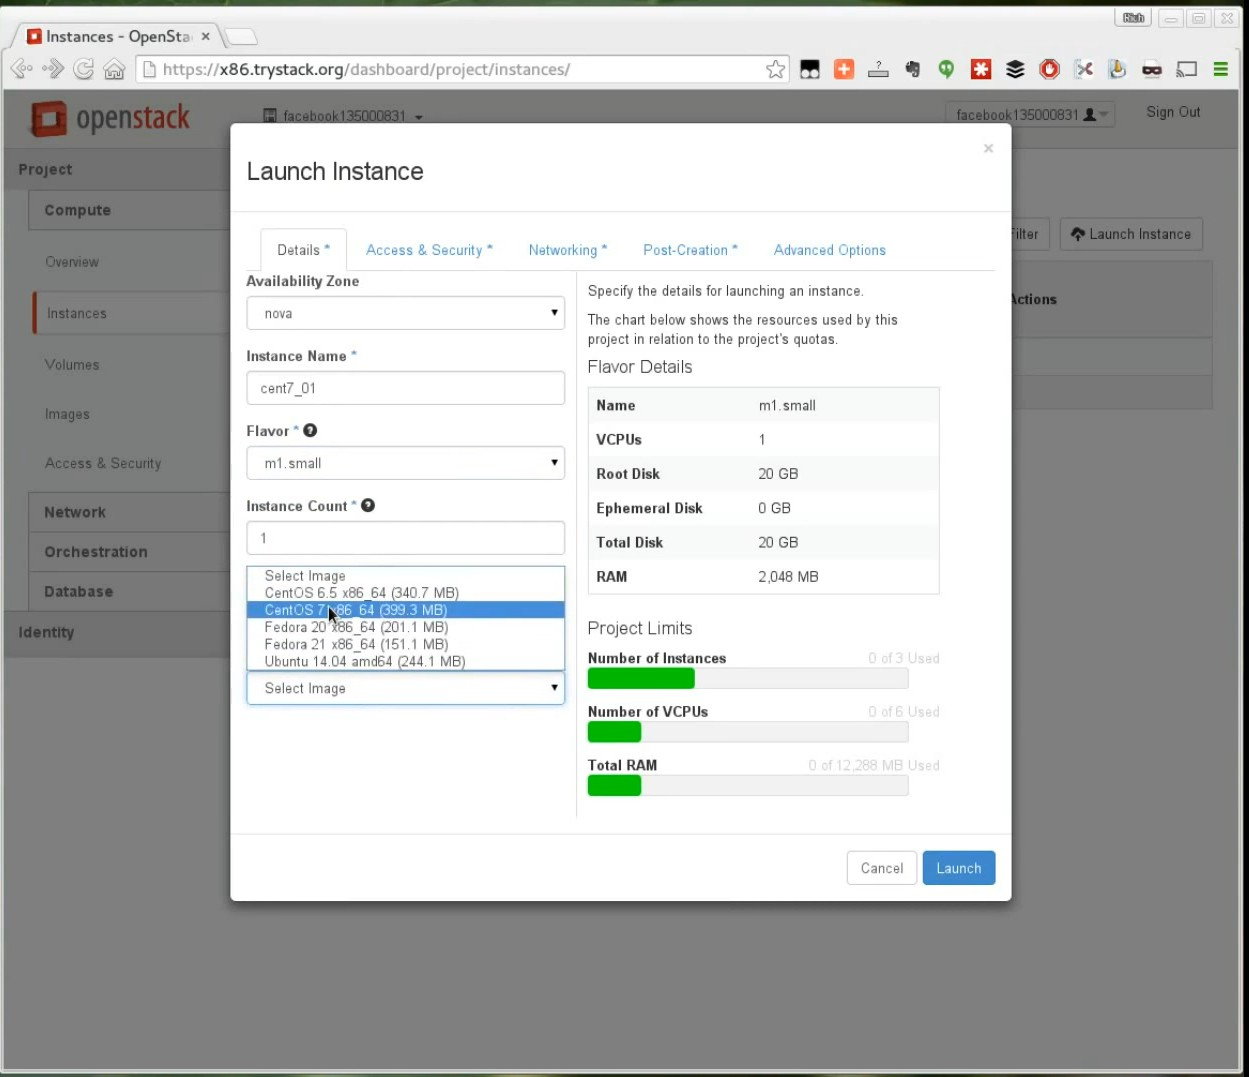 Rich
Instances - OpenSta
https://x86.trystack.org/dashboard/project/instances/
openstack
facebook135000831
facebook135000831
Sign Out
Project
Compute
Overview
Instances
Volumes
Images
Access & Security
Network
Orchestration
Database
Identity
ilter
Launch Instance
Actions
Launch Instance
×
Details *
Access & Security *
Networking *
Post-Creation *
Advanced Options
Availability Zone
nova
Instance Name *
cent7_01
Flavor *
m1.small
Instance Count *
1
Select Image
CentOS 6.5 x86_64 (340.7 MB)
CentOS 7 x86_64 (399.3 MB)
Fedora 20 x86_64 (201.1 MB)
Fedora 21 x86_64 (151.1 MB)
Ubuntu 14.04 amd64 (244.1 MB)
Select Image
Specify the details for launching an instance.
The chart below shows the resources used by this
project in relation to the project's quotas.
Flavor Details
Name m1.small
VCPUs 1
Root Disk 20 GB
Ephemeral Disk 0 GB
Total Disk 20 GB
RAM 2,048 MB
Project Limits
Number of Instances 0 of 3 Used
Number of VCPUs 0 of 6 Used
Total RAM 0 of 12,288 MB Used
Cancel
Launch